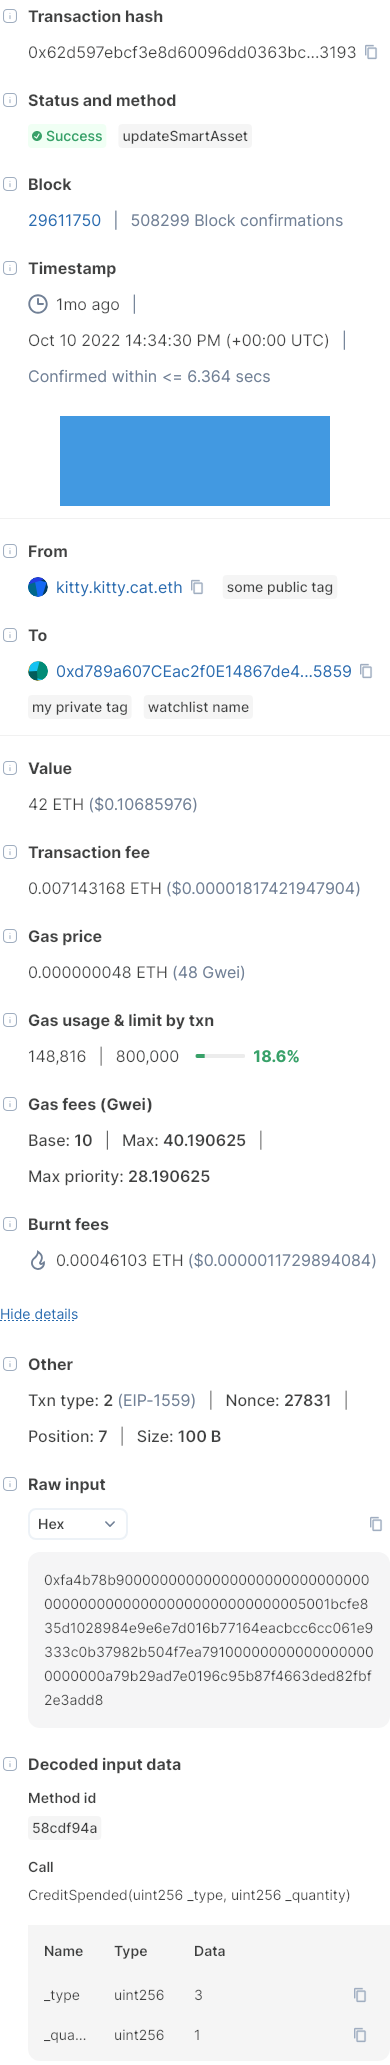 Transaction hash
0x62d597ebcf3e8d60096dd0363bc...3193
Status and method
Success updateSmartAsset
Block
29611750 | 508299 Block confirmations
Timestamp
1mo ago |
Oct 10 2022 14:34:30 PM (+00:00 UTC) |
Confirmed within <= 6.364 secs
From
kitty.kitty.cat.eth some public tag
To
0xd789a607CEac2f0E14867de4...5859
my private tag watchlist name
Value
42 ETH ($0.10685976)
Transaction fee
0.007143168 ETH ($0.00001817421947904)
Gas price
0.000000048 ETH (48 Gwei)
Gas usage & limit by txn
148,816 | 800,000 18.6%
Gas fees (Gwei)
Base: 10 | Max: 40.190625 |
Max priority: 28.190625
Burnt fees
0.00046103 ETH ($0.0000011729894084)
Hide details
Other
Txn type: 2 (EIP-1559) | Nonce: 27831 |
Position: 7 | Size: 100 B
Raw input
Hex
0xfa4b78b90000000000000000000000000000
00000000000000000000000000005001bcfe8
35d1028984e9e6e7d016b77164eacbcc6cc061e9
333c0b37982b504f7ea791000000000000000000
0000000a79b29ad7e0196c95b87f4663ded82fbf
2e3add8
Decoded input data
Method id
58cdf94a
Call
CreditSpended(uint256 _type, uint256 _quantity)
Name Type Data
_type uint256 3
_qua... uint256 1